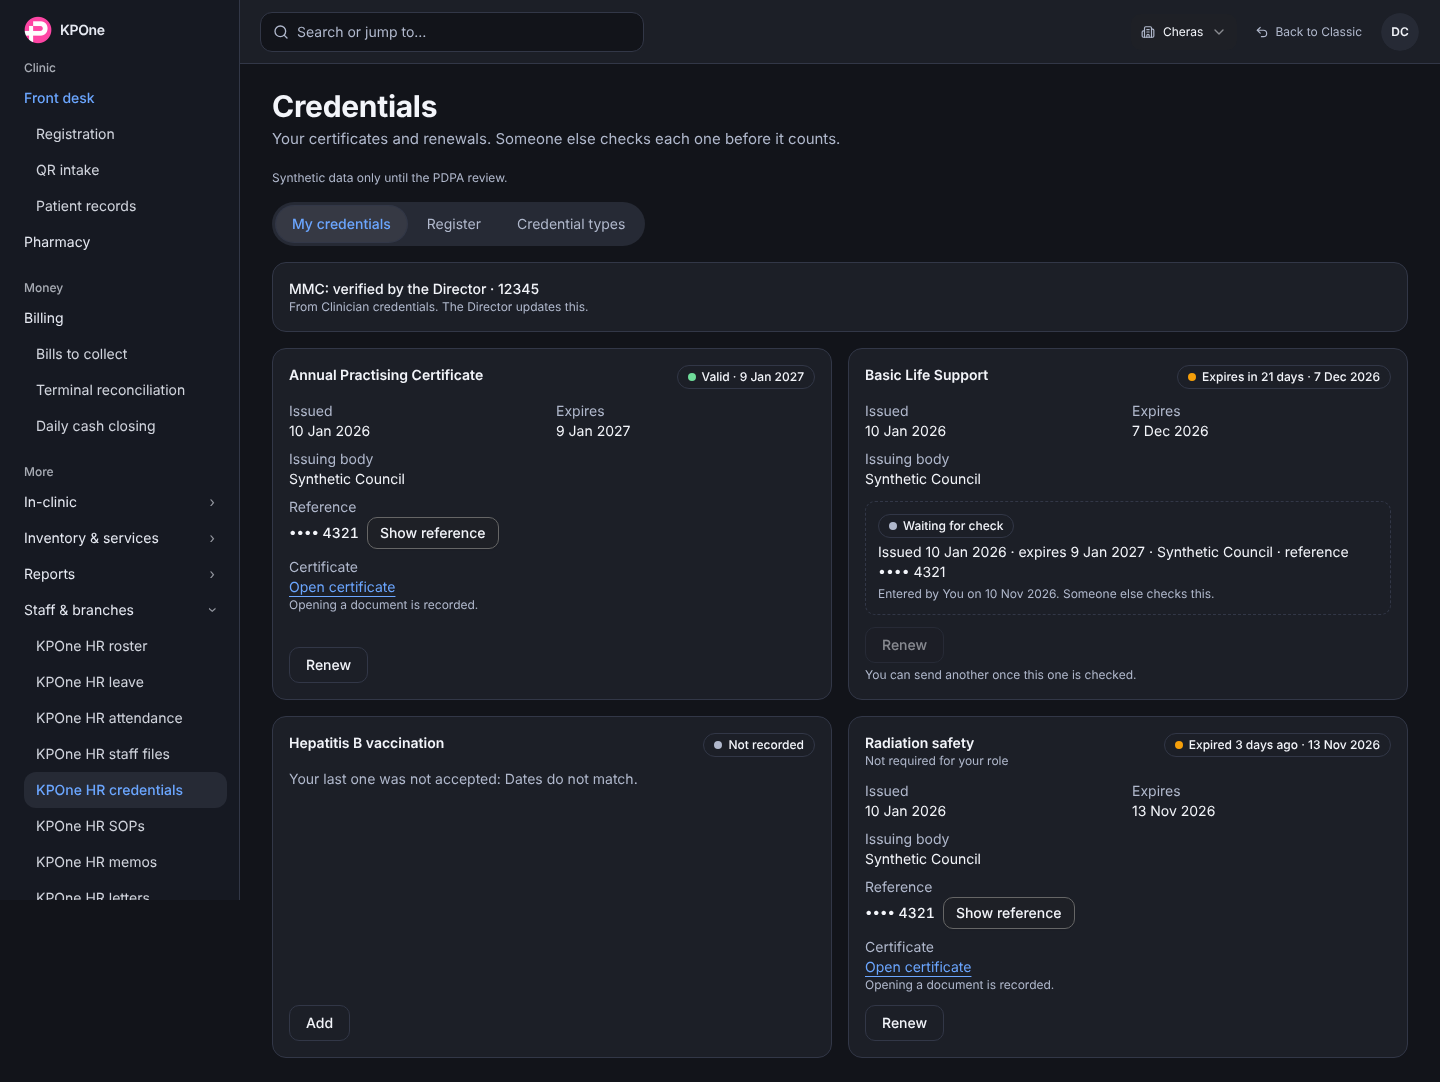 KPOne
Clinic
Front desk
Registration
QR intake
Patient records
Pharmacy
Money
Billing
Bills to collect
Terminal reconciliation
Daily cash closing
More
In-clinic
Inventory & services
Reports
Staff & branches
KPOne HR roster
KPOne HR leave
KPOne HR attendance
KPOne HR staff files
KPOne HR credentials
KPOne HR SOPs
KPOne HR memos
KPOne HR letters
Search or jump to...
Cheras
Back to Classic
DC
Credentials
Your certificates and renewals. Someone else checks each one before it counts.
Synthetic data only until the PDPA review.
My credentials
Register
Credential types
MMC: verified by the Director · 12345
From Clinician credentials. The Director updates this.
Annual Practising Certificate
Valid · 9 Jan 2027
Issued
Expires
10 Jan 2026
9 Jan 2027
Issuing body
Synthetic Council
Reference
•••• 4321
Show reference
Certificate
Open certificate
Opening a document is recorded.
Renew
Basic Life Support
Expires in 21 days · 7 Dec 2026
Issued
Expires
10 Jan 2026
7 Dec 2026
Issuing body
Synthetic Council
Waiting for check
Issued 10 Jan 2026 · expires 9 Jan 2027 · Synthetic Council · reference
•••• 4321
Entered by You on 10 Nov 2026. Someone else checks this.
Renew
You can send another once this one is checked.
Hepatitis B vaccination
Not recorded
Your last one was not accepted: Dates do not match.
Add
Radiation safety
Expired 3 days ago · 13 Nov 2026
Not required for your role
Issued
Expires
10 Jan 2026
13 Nov 2026
Issuing body
Synthetic Council
Reference
•••• 4321
Show reference
Certificate
Open certificate
Opening a document is recorded.
Renew